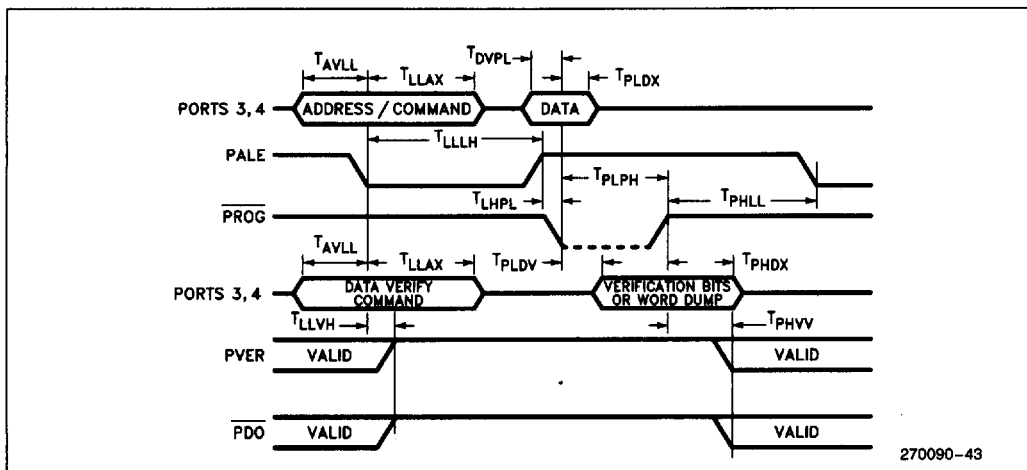 TDVPL
TAVLL TLLAX TPLDX
PORTS 3, 4 ADDRESS / COMMAND DATA
TLLLH
PALE
TPLPH
TLHPL TPHLL
PROG
TAVLL TLLAX TPLDV TPHDX
PORTS 3, 4 DATA VERIFY COMMAND VERIFICATION BITS OR WORD DUMP
TLLVH TPHVV
PVER VALID VALID
PDO VALID VALID
270090-43